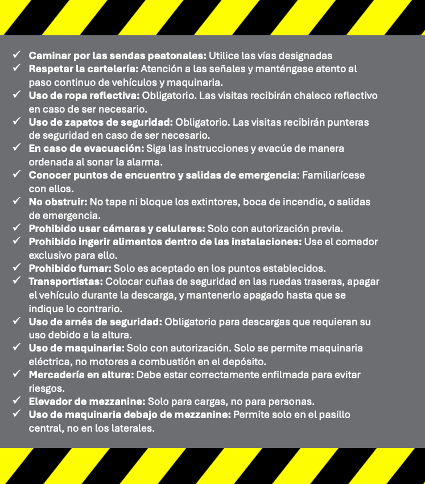 ✓ Caminar por las sendas peatonales: Utilice las vías designadas
✓ Respetar la cartelería: Atención a las señales y manténgase atento al
paso continuo de vehículos y maquinaria.
✓ Uso de ropa reflectiva: Obligatorio. Las visitas recibirán chaleco reflectivo
en caso de ser necesario.
✓ Uso de zapatos de seguridad: Obligatorio. Las visitas recibirán punteras
de seguridad en caso de ser necesario.
✓ En caso de evacuación: Siga las instrucciones y evacúe de manera
ordenada al sonar la alarma.
✓ Conocer puntos de encuentro y salidas de emergencia: Familiarícese
con ellos.
✓ No obstruir: No tape ni bloque los extintores, boca de incendio, o salidas
de emergencia.
✓ Prohibido usar cámaras y celulares: Solo con autorización previa.
✓ Prohibido ingerir alimentos dentro de las instalaciones: Use el comedor
exclusivo para ello.
✓ Prohibido fumar: Solo es aceptado en los puntos establecidos.
✓ Transportistas: Colocar cuñas de seguridad en las ruedas traseras, apagar
el vehículo durante la descarga, y mantenerlo apagado hasta que se
indique lo contrario.
✓ Uso de arnés de seguridad: Obligatorio para descargas que requieran su
uso debido a la altura.
✓ Uso de maquinaria: Solo con autorización. Solo se permite maquinaria
eléctrica, no motores a combustión en el depósito.
✓ Mercadería en altura: Debe estar correctamente enfilmada para evitar
riesgos.
✓ Elevador de mezzanine: Solo para cargas, no para personas.
✓ Uso de maquinaria debajo de mezzanine: Permite solo en el pasillo
central, no en los laterales.